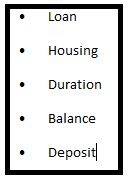 • Loan
• Housing
• Duration
• Balance
• Deposit